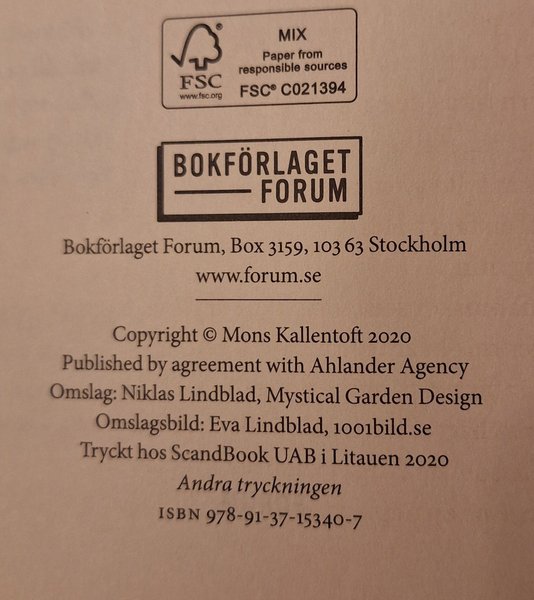 MIX
Paper from
responsible sources
FSC® C021394
FSC
www.fsc.org
BOKFÖRLAGET
FORUM
Bokförlaget Forum, Box 3159, 103 63 Stockholm
www.forum.se
Copyright © Mons Kallentoft 2020
Published by agreement with Ahlander Agency
Omslag: Niklas Lindblad, Mystical Garden Design
Omslagsbild: Eva Lindblad, 1001bild.se
Tryckt hos ScandBook UAB i Litauen 2020
Andra tryckningen
ISBN 978-91-37-15340-7